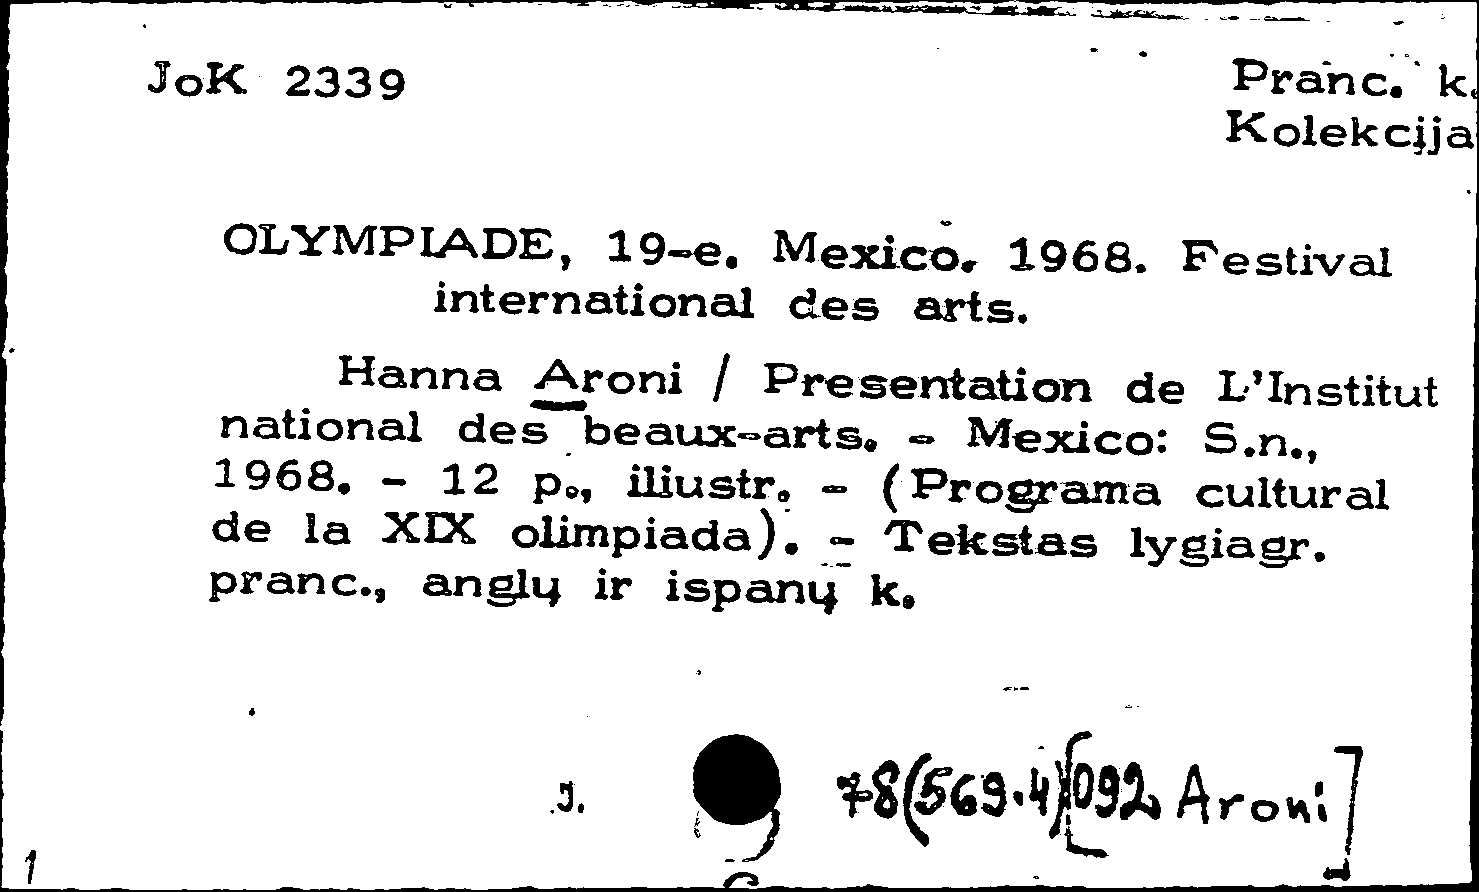 JoK 2339
Pranc. k.
Kolekcija
OLYMPIADE, 19-e. Mexico. 1968. Festival
international des arts.
Hanna Aroni / Presentation de L'Institut
national des beaux-arts. - Mexico: S.n.,
1968. - 12 p., iliustr. - (Programa cultural
de la XIX olimpiada). - Tekstas lygiagr.
pranc., anglų ir ispanų k.
78(569.4)[092 Aroni]
1